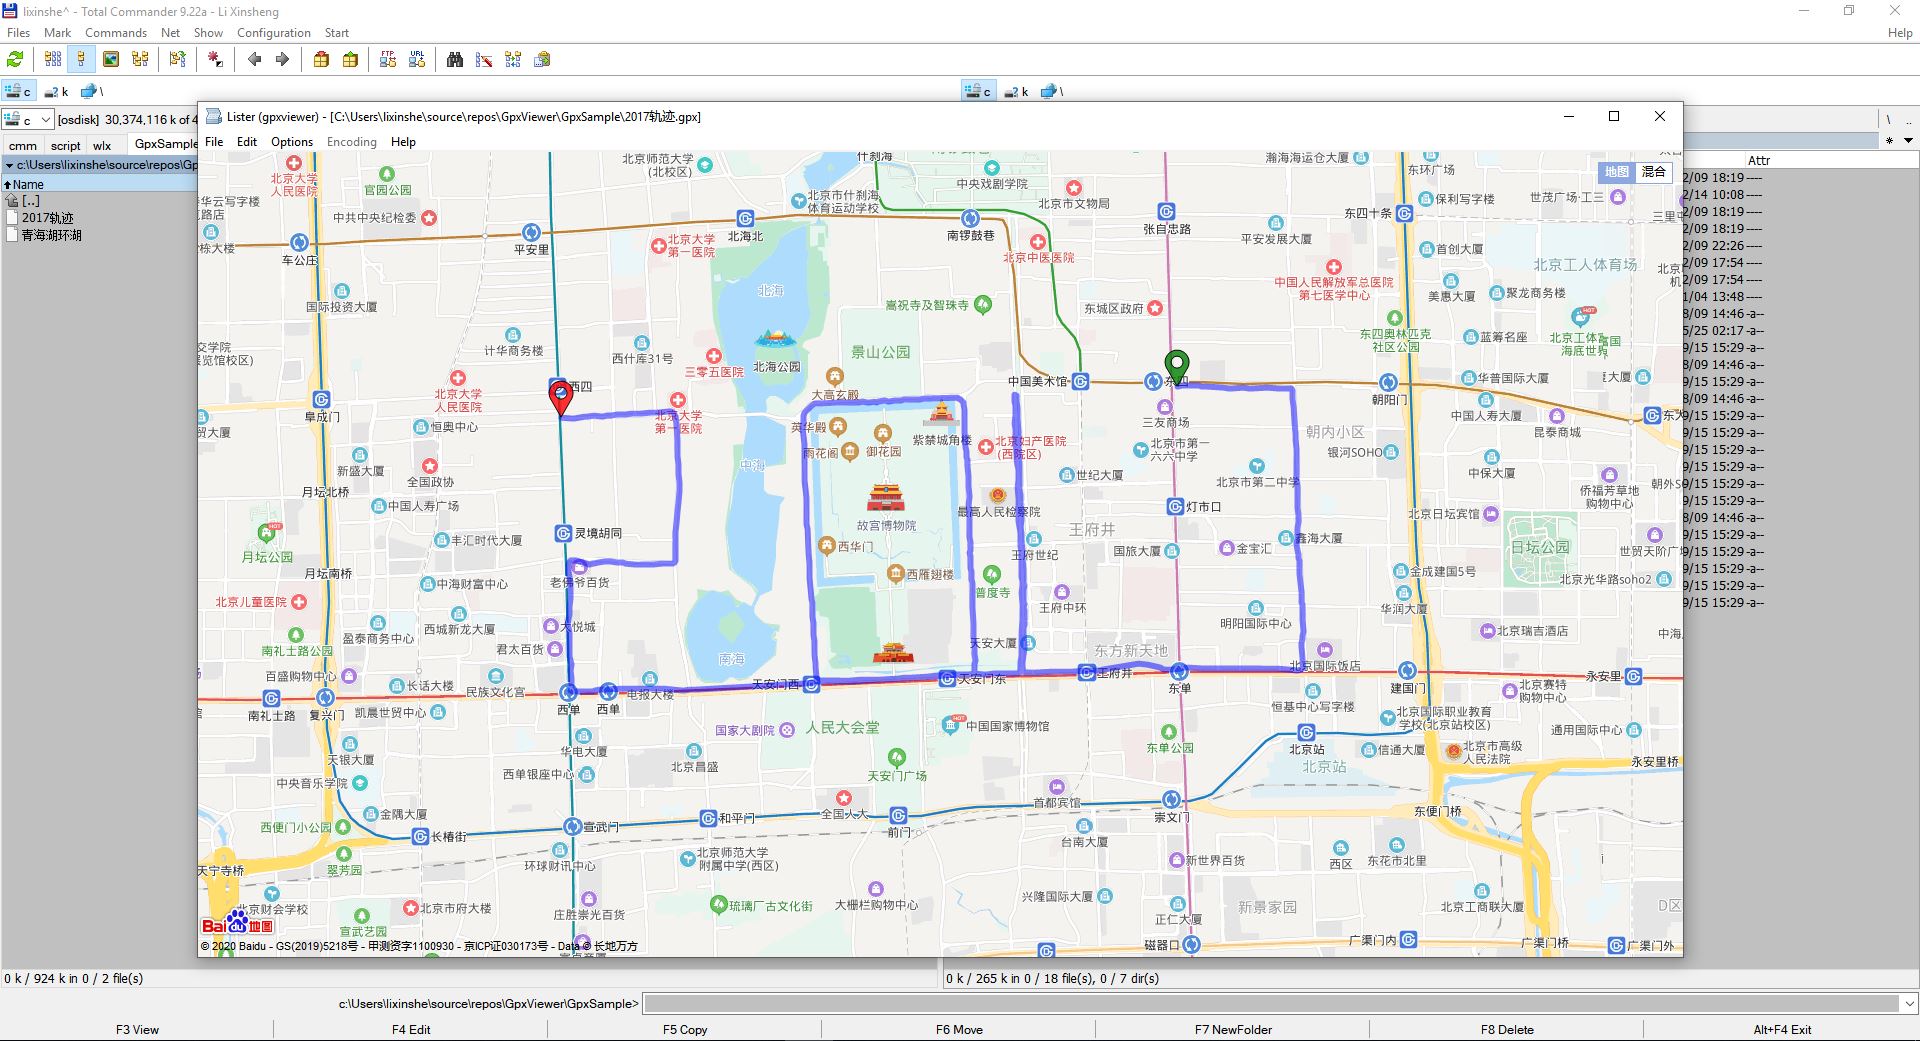 lixinshe^ - Total Commander 9.22a - Li Xinsheng
Files Mark Commands Net Show Configuration Start Help
FTP URL
c k \
c k \
c [osdisk] 30,374,116 k of 4
\ ..
cmm script wlx GpxSample
c:\Users\lixinshe\source\repos\Gp
Name
[..]
2017轨迹
青海湖环湖
Attr
2/09 18:19 ----
2/14 10:08 ----
2/09 18:19 ----
2/09 18:19 ----
2/09 22:26 ----
2/09 17:54 ----
2/09 17:54 ----
1/04 13:48 ----
8/09 14:46 -a--
5/25 02:17 -a--
9/15 15:29 -a--
8/09 14:46 -a--
9/15 15:29 -a--
8/09 14:46 -a--
9/15 15:29 -a--
9/15 15:29 -a--
9/15 15:29 -a--
9/15 15:29 -a--
9/15 15:29 -a--
9/15 15:29 -a--
8/09 14:46 -a--
9/15 15:29 -a--
9/15 15:29 -a--
9/15 15:29 -a--
9/15 15:29 -a--
9/15 15:29 -a--
Lister (gpxviewer) - [C:\Users\lixinshe\source\repos\GpxViewer\GpxSample\2017轨迹.gpx]
File Edit Options Encoding Help
地图 混合
北京大学
人民医院
官园公园
北京师范大学
(北校区)
什刹海
中央戏剧学院
瀚海海运仓大厦
东环广场
保利写字楼
世茂广场·工三
三里屯
中共中央纪检委
北京市什刹海
体育运动学校
北京市文物局
东四十条
车公庄
平安里
北京大学
第一医院
北海北
南锣鼓巷
北京中医医院
张自忠路
平安发展大厦
首创大厦
北京工人体育场
国际投资大厦
北海
嵩祝寺及智珠寺
东城区政府
中国人民解放军总医院
第七医学中心
美惠大厦
聚龙商务楼
HOT
北京工体
海底世界
计华商务楼
西什库31号
三零五医院
北海公园
景山公园
东四奥林匹克
社区公园
蓝筹名座
北京大学
人民医院
西四
大高玄殿
中国美术馆
东四
朝阳门
华普国际大厦
阜成门
恒奥中心
北京大学
第一医院
英华殿
紫禁城角楼
三友商场
朝内小区
中国人寿大厦
昆泰商城
新盛大厦
全国政协
雨花阁
御花园
北京妇产医院
(西院区)
北京市第一
六六中学
银河SOHO
中海
世纪大厦
北京市第二中学
中保大厦
侨福芳草地
购物中心
月坛北桥
中国人寿广场
故宫博物院
最高人民检察院
灯市口
北京日坛宾馆
HOT
月坛公园
丰汇时代大厦
灵境胡同
西华门
王府井
王府世纪
国旅大厦
金宝汇
鑫海大厦
日坛公园
世贸天阶广场
月坛南桥
中海财富中心
老佛爷百货
西雁翅楼
普度寺
金成建国5号
北京光华路soho2
北京儿童医院
王府中环
华润大厦
盈泰商务中心
西城新龙大厦
大悦城
明阳国际中心
北京瑞吉酒店
南礼士路公园
君太百货
南海
天安大厦
东方新天地
北京国际饭店
百盛购物中心
长话大楼
民族文化宫
电报大楼
天安门西
天安门东
王府井
东单
建国门
永安里
北京赛特
购物中心
南礼士路
复兴门
凯晨世贸中心
西单
西单
国家大剧院
人民大会堂
HOT
中国国家博物馆
恒基中心写字楼
北京国际职业教育
学校(北京站校区)
通用国际中心
天银大厦
华电大厦
北京昌盛
天安门广场
东单公园
北京站
北京站
信通大厦
北京市高级
人民法院
永安里桥
中央音乐学院
西单银座中心
金隅大厦
首都宾馆
全国人大
崇文门
东便门桥
西便门小公园
长椿街
宣武门
和平门
前门
台南大厦
翠芳园
天宁寺桥
环球财讯中心
北京师范大学
附属中学(西区)
新世界百货
西区
东花市北里
北京财会学校
北京市府大楼
庄胜崇光百货
琉璃厂古文化街
大栅栏购物中心
兴隆国际大厦
正仁大厦
新景家园
北京工商联大厦
D区
宣武艺园
磁器口
广渠门内
广渠门桥
广渠门外
Baidu地图
© 2020 Baidu - GS(2019)5218号 - 甲测资字1100930 - 京ICP证030173号 - Data © 长地万方
0 k / 924 k in 0 / 2 file(s)
0 k / 265 k in 0 / 18 file(s), 0 / 7 dir(s)
c:\Users\lixinshe\source\repos\GpxViewer\GpxSample>
F3 View F4 Edit F5 Copy F6 Move F7 NewFolder F8 Delete Alt+F4 Exit